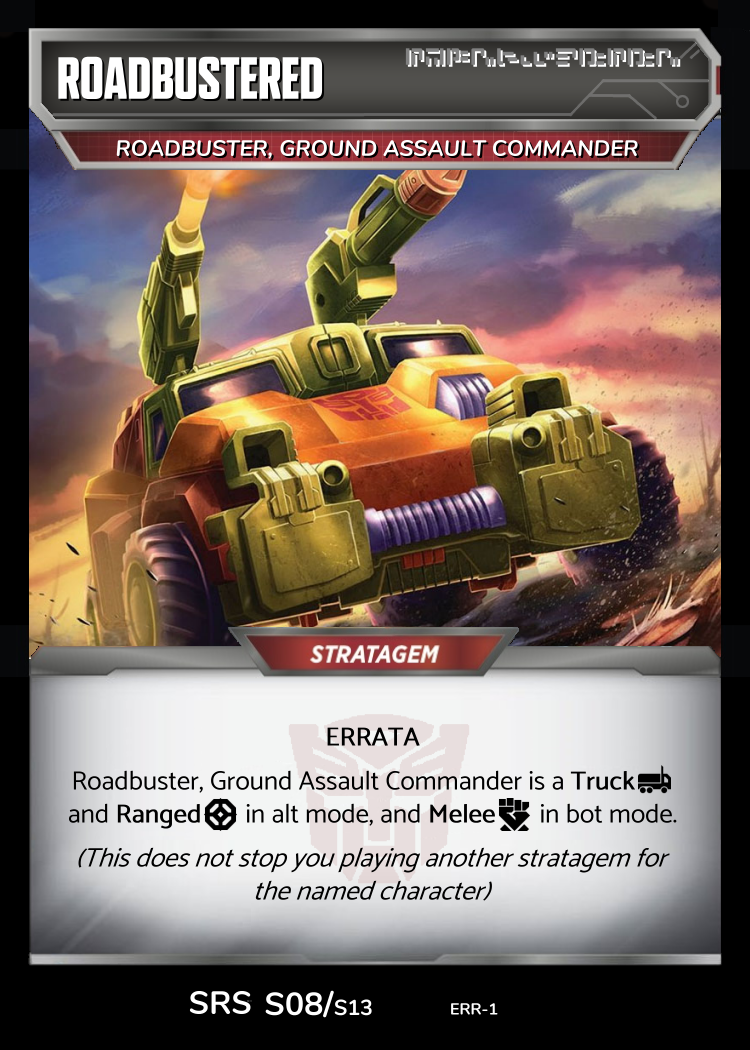 ROADBUSTERED
ROADBUSTER, GROUND ASSAULT COMMANDER
STRATAGEM
ERRATA
Roadbuster, Ground Assault Commander is a Truck
and Ranged in alt mode, and Melee in bot mode.
(This does not stop you playing another stratagem for
the named character)
SRS S08/S13 ERR-1